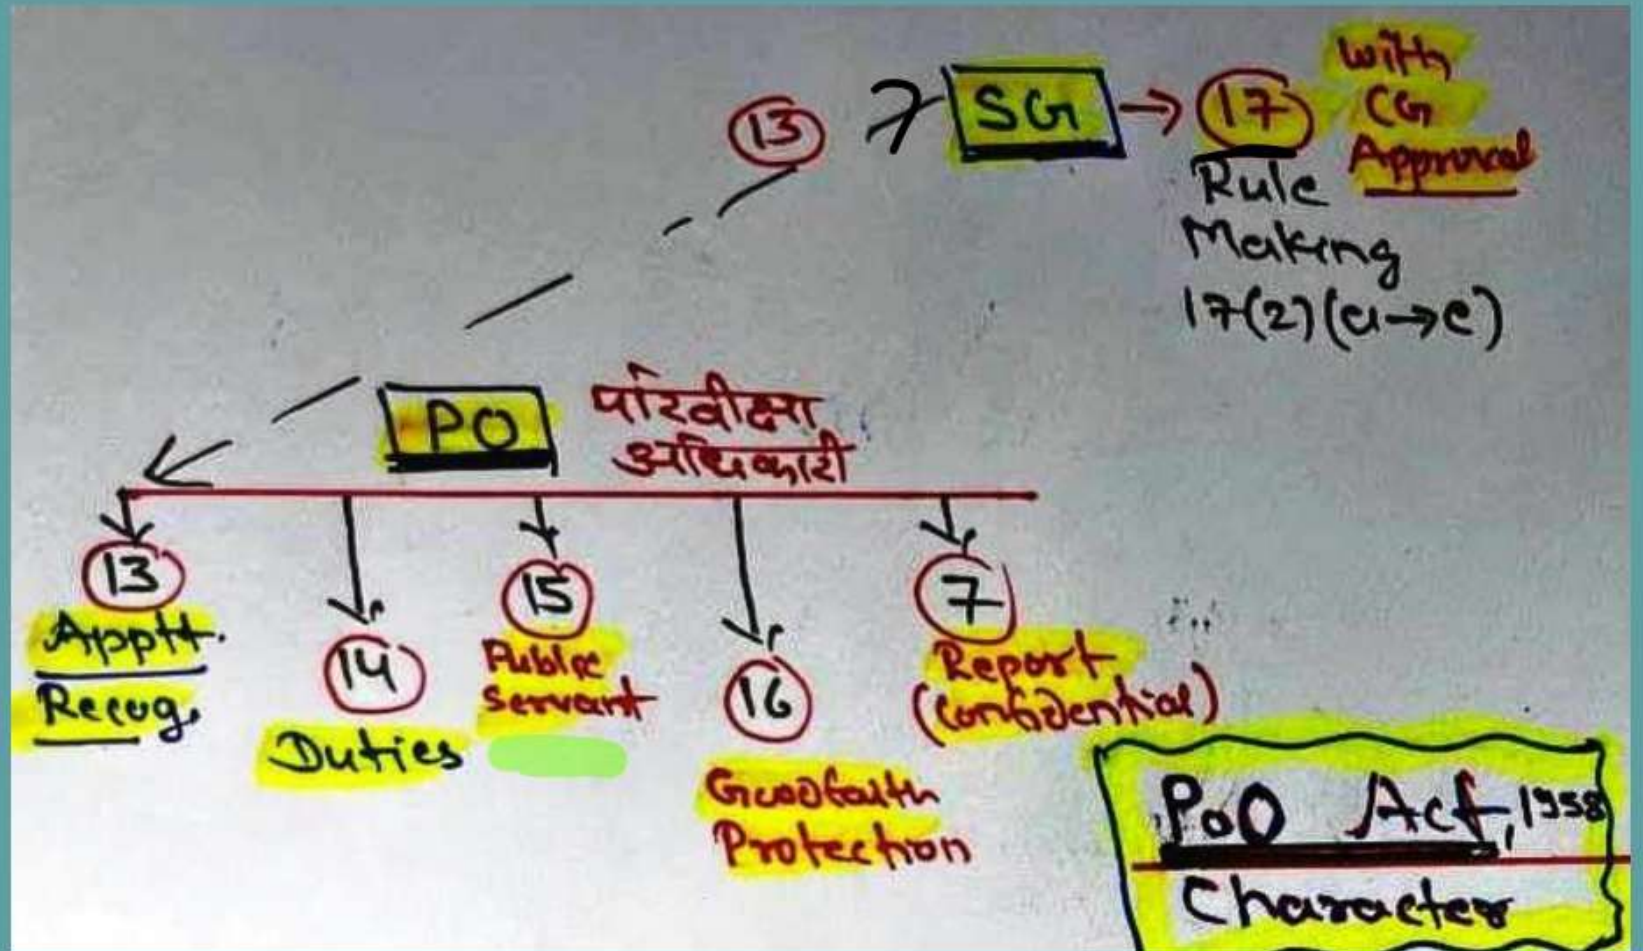 13 SG → 17 with
CG
Approval
Rule
Making
17(2)(a→e)
PO परिवीक्षा
अधिकारी
13
Apptt.
Recog.
14
Duties
15
Public
Servant
16
Goodfaith
Protection
7
Report
(Confidential)
PoO Act, 1958
Character